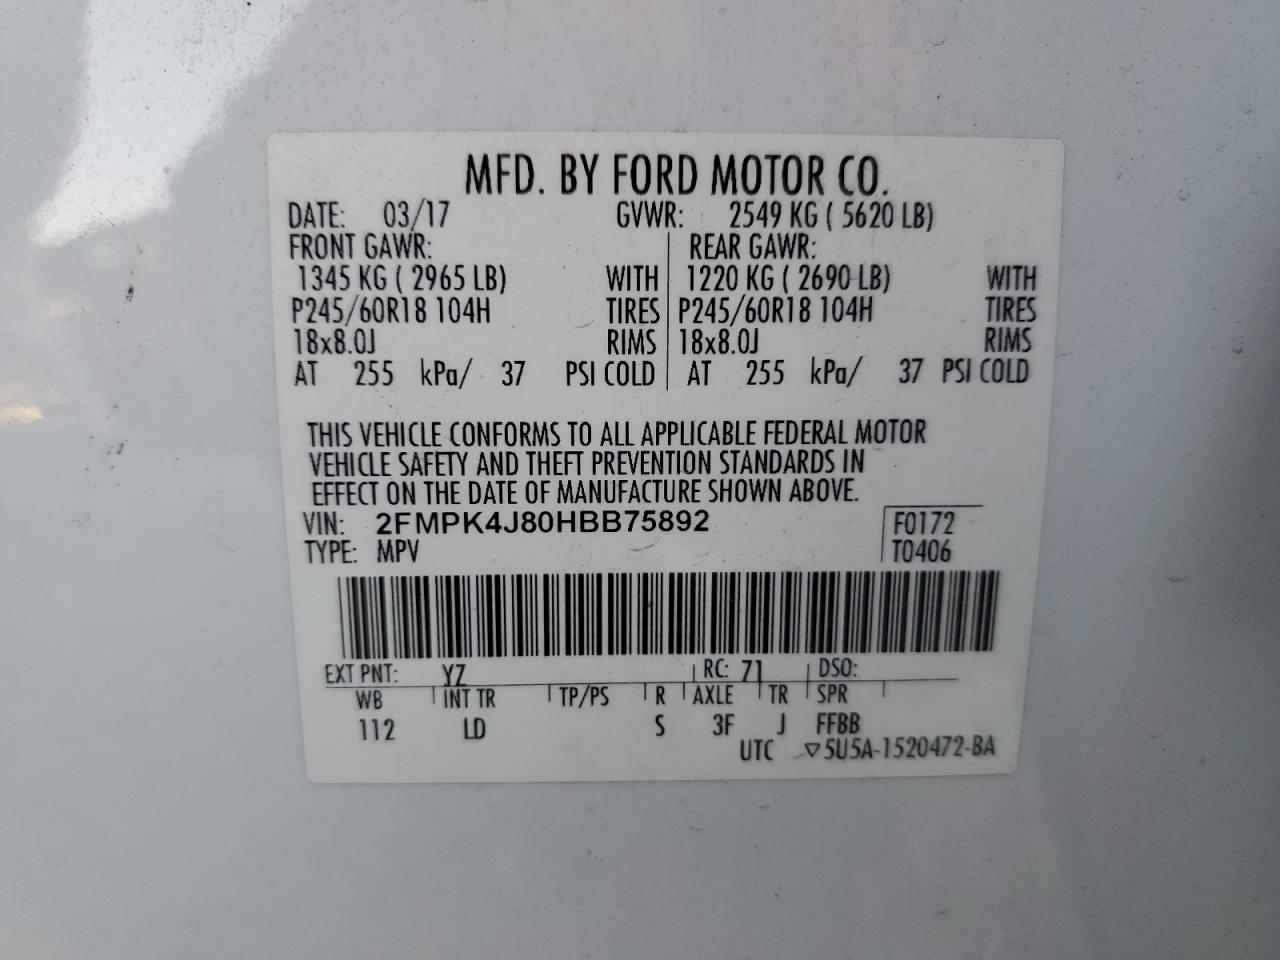 MFD. BY FORD MOTOR CO.
DATE: 03/17 GVWR: 2549 KG ( 5620 LB)
FRONT GAWR: REAR GAWR:
1345 KG ( 2965 LB) WITH 1220 KG ( 2690 LB) WITH
P245/60R18 104H TIRES P245/60R18 104H TIRES
18x8.0J RIMS 18x8.0J RIMS
AT 255 kPa/ 37 PSI COLD AT 255 kPa/ 37 PSI COLD
THIS VEHICLE CONFORMS TO ALL APPLICABLE FEDERAL MOTOR
VEHICLE SAFETY AND THEFT PREVENTION STANDARDS IN
EFFECT ON THE DATE OF MANUFACTURE SHOWN ABOVE.
VIN: 2FMPK4J80HBB75892 F0172
TYPE: MPV T0406
EXT PNT: YZ RC: 71 DSO:
WB INT TR TP/PS R AXLE TR SPR
112 LD S 3F J FFBB
UTC ▽5U5A-1520472-BA